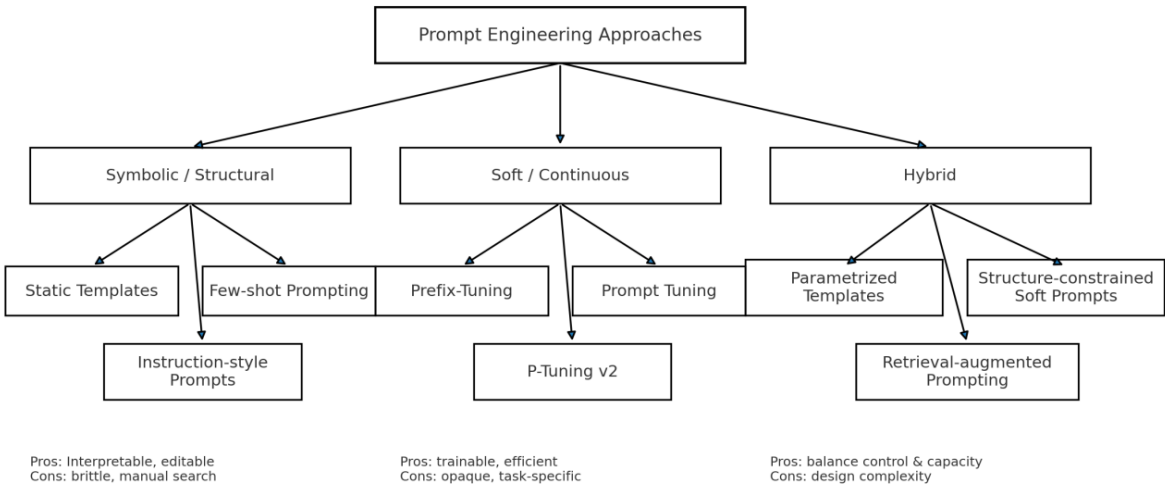 Prompt Engineering Approaches
Symbolic / Structural
Soft / Continuous
Hybrid
Static Templates
Few-shot Prompting
Prefix-Tuning
Prompt Tuning
Parametrized
Templates
Structure-constrained
Soft Prompts
Instruction-style
Prompts
P-Tuning v2
Retrieval-augmented
Prompting
Pros: Interpretable, editable
Cons: brittle, manual search
Pros: trainable, efficient
Cons: opaque, task-specific
Pros: balance control & capacity
Cons: design complexity